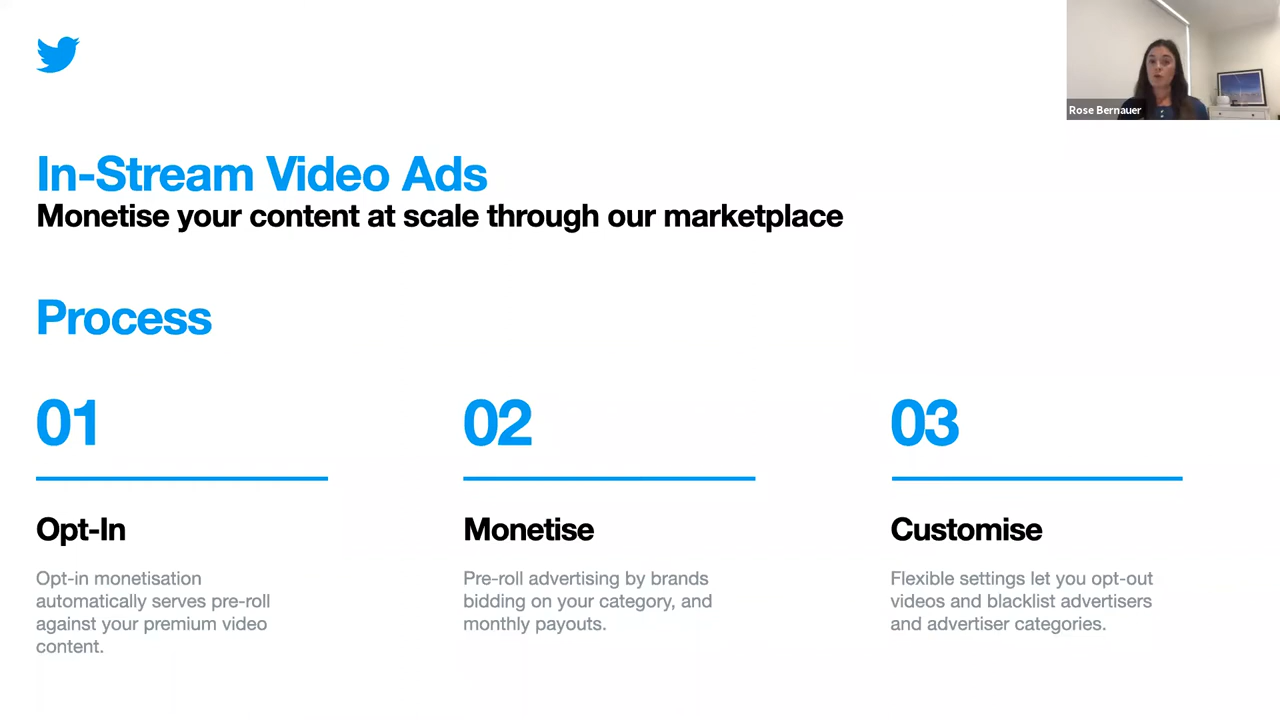 Rose Bernauer
In-Stream Video Ads
Monetise your content at scale through our marketplace
Process
01
Opt-In
Opt-in monetisation
automatically serves pre-roll
against your premium video
content.
02
Monetise
Pre-roll advertising by brands
bidding on your category, and
monthly payouts.
03
Customise
Flexible settings let you opt-out
videos and blacklist advertisers
and advertiser categories.